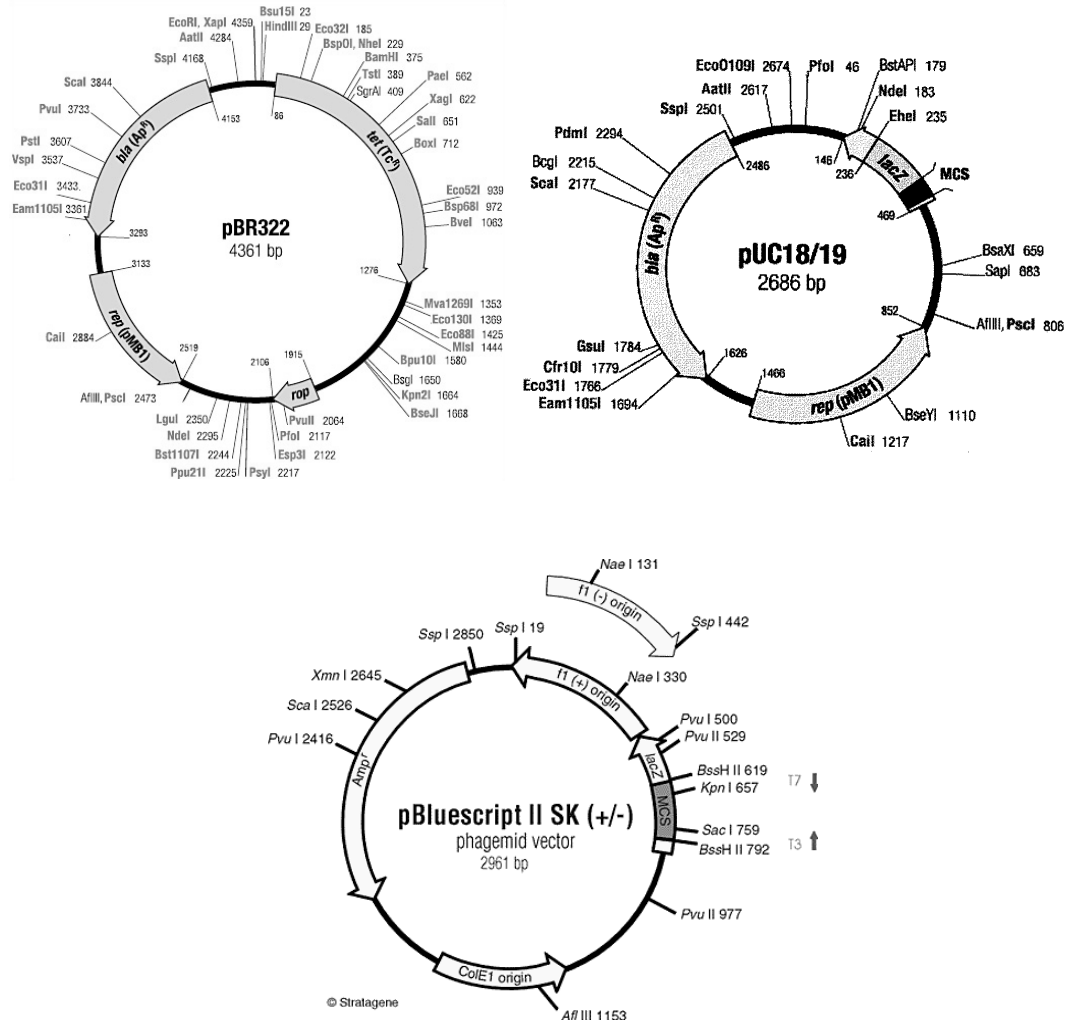 EcoRI, XapI 4359
AatII 4284
SspI 4168
ScaI 3844
PvuI 3733
PstI 3607
VspI 3537
Eco31I 3433
Eam1105I 3361
Bsu15I 23
HindIII 29
Eco32I 185
BspOI, NheI 229
BamHI 375
TstI 389
SgrAI 409
PaeI 562
XagI 622
SalI 651
BoxI 712
Eco52I 939
Bsp68I 972
BveI 1063
Mva1269I 1353
Eco130I 1369
Eco88I 1425
MlsI 1444
Bpu10I 1580
BsgI 1650
Kpn2I 1664
BseJI 1668
PvuII 2064
PfoI 2117
Esp3I 2122
PsyI 2217
Ppu21I 2225
Bst1107I 2244
NdeI 2295
LguI 2350
AflIII, PscI 2473
CaiI 2884
4153
86
bla (ApR)
tet (TcR)
pBR322
4361 bp
3293
3133
1276
rep (pMB1)
2519
2106
1915
rop
EcoO109I 2674
AatII 2617
SspI 2501
PdmI 2294
BcgI 2215
ScaI 2177
PfoI 46
BstAPI 179
NdeI 183
EheI 235
MCS
lacZ
2486
146
236
469
bla (ApR)
pUC18/19
2686 bp
BsaXI 659
SapI 683
AflIII, PscI 806
852
BseYI 1110
CaiI 1217
rep (pMB1)
1466
1626
GsuI 1784
Cfr10I 1779
Eco31I 1766
Eam1105I 1694
Nae I 131
f1 (-) origin
Ssp I 442
Ssp I 19
Ssp I 2850
Xmn I 2645
Sca I 2526
Pvu I 2416
f1 (+) origin
Nae I 330
Pvu I 500
Pvu II 529
lacZ
BssH II 619
Kpn I 657
T7
MCS
Sac I 759
BssH II 792
T3
Ampr
pBluescript II SK (+/-)
phagemid vector
2961 bp
Pvu II 977
ColE1 origin
Afl III 1153
© Stratagene